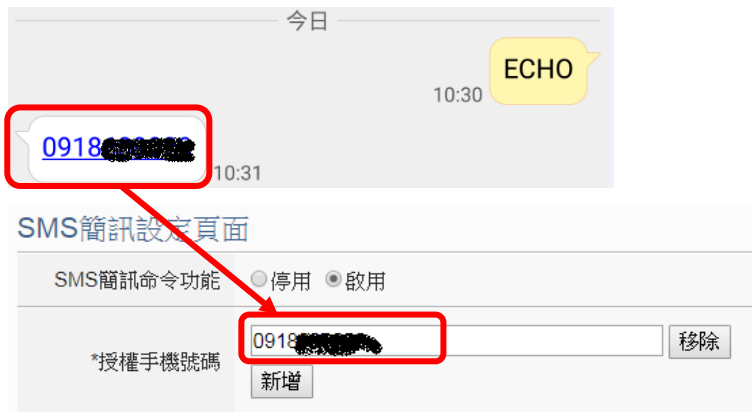 今日
ECHO
10:30
0918
10:31
SMS簡訊設定頁面
SMS簡訊命令功能 停用 啟用
*授權手機號碼 0918 移除
新增